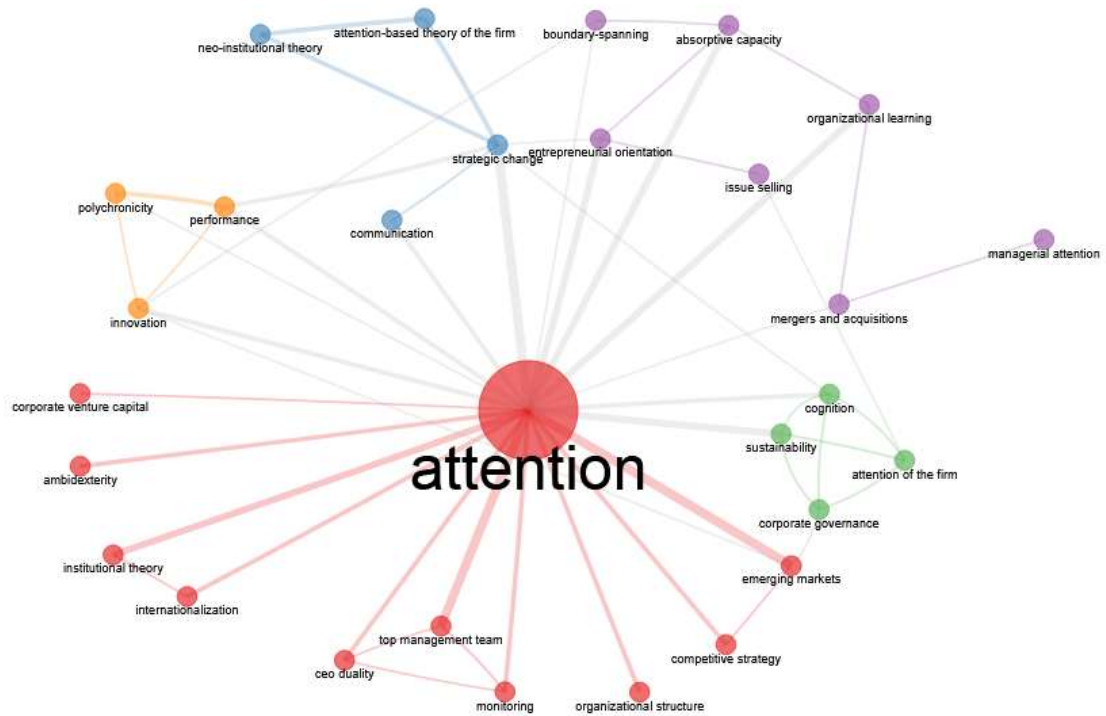 attention-based theory of the firm
boundary-spanning
absorptive capacity
neo-institutional theory
organizational learning
strategic change
entrepreneurial orientation
issue selling
polychronicity
performance
communication
managerial attention
innovation
mergers and acquisitions
corporate venture capital
cognition
sustainability
attention
attention of the firm
ambidexterity
corporate governance
institutional theory
emerging markets
internationalization
top management team
competitive strategy
ceo duality
monitoring
organizational structure